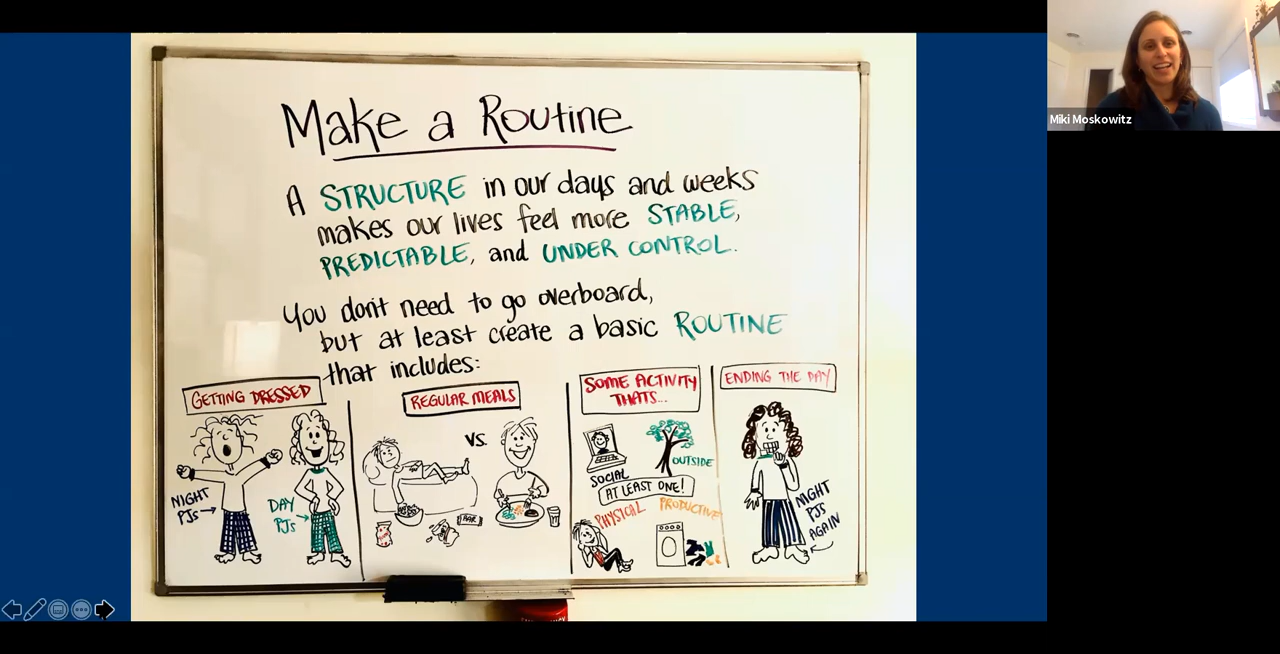 Make a Routine
A STRUCTURE in our days and weeks
makes our lives feel more STABLE,
PREDICTABLE, and UNDER CONTROL.
You don't need to go overboard,
but at least create a basic ROUTINE
that includes:
GETTING DRESSED
NIGHT
PJs
DAY
PJs
REGULAR MEALS
VS.
BAR
SOME ACTIVITY
THATS...
OUTSIDE
SOCIAL
AT LEAST ONE!
PHYSICAL
PRODUCTIVE
ENDING THE DAY
NIGHT
PJs
AGAIN
Miki Moskowitz